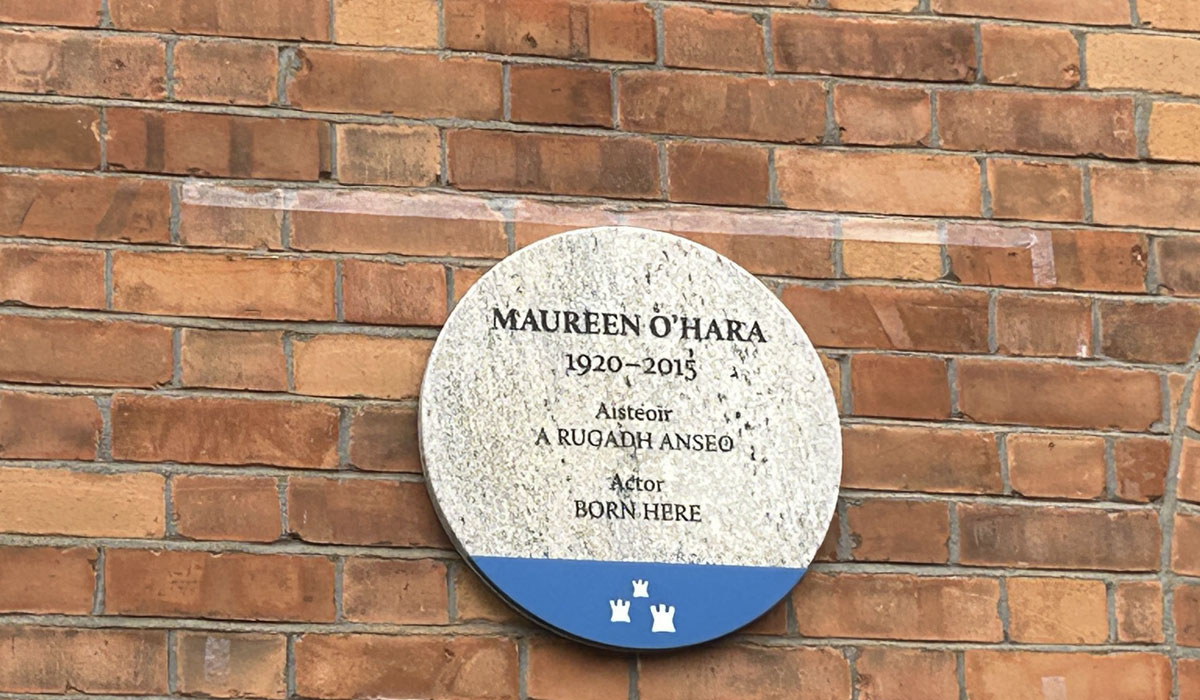 MAUREEN O'HARA
1920–2015
Aisteoir
A RUGADH ANSEO
Actor
BORN HERE